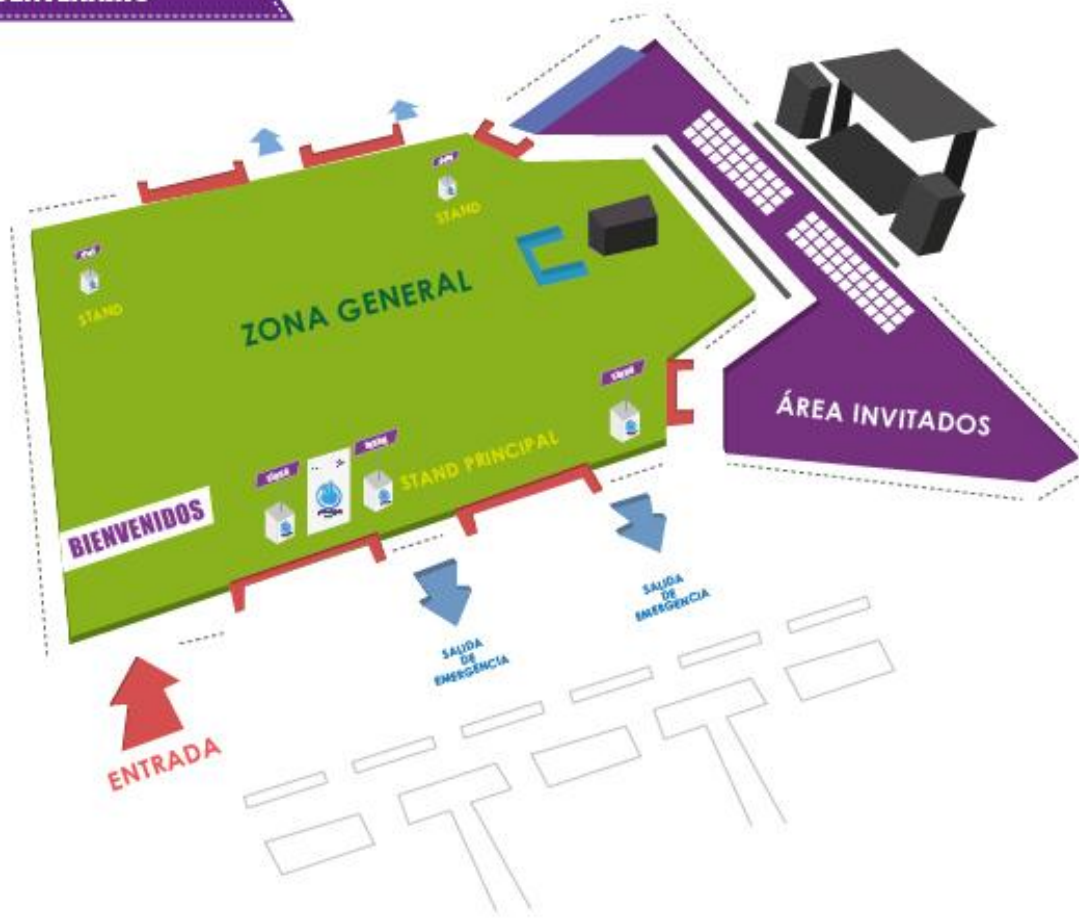 STAND
STAND
ZONA GENERAL
ÁREA INVITADOS
STAND PRINCIPAL
BIENVENIDOS
SALIDA
DE
EMERGENCIA
SALIDA
DE
EMERGENCIA
ENTRADA